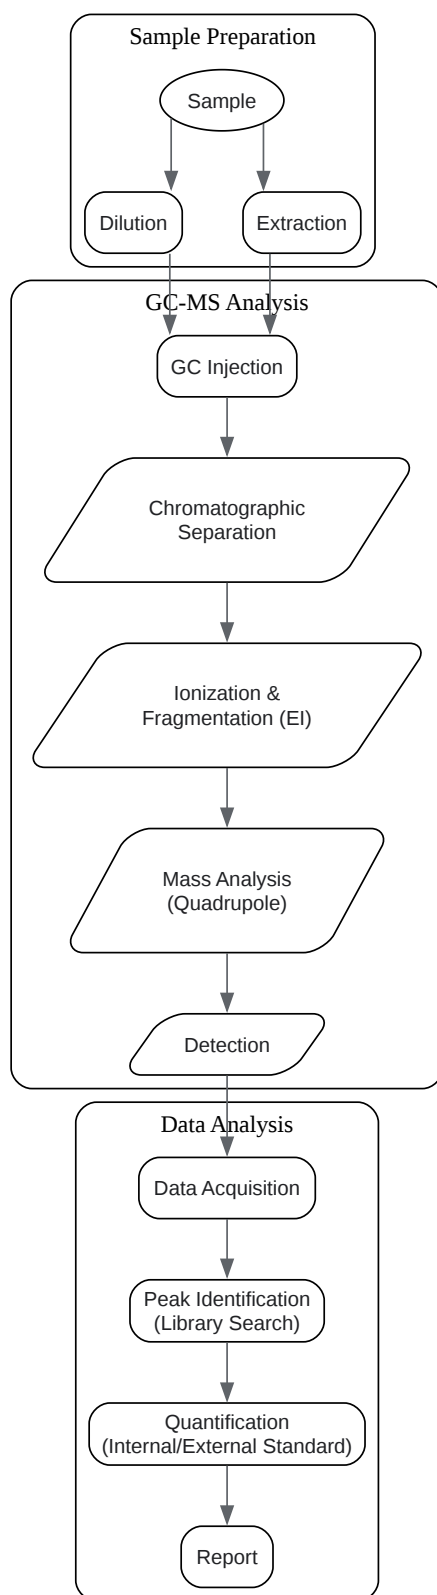 Sample Preparation
Sample
Dilution
Extraction
GC-MS Analysis
GC Injection
Chromatographic
Separation
Ionization &
Fragmentation (EI)
Mass Analysis
(Quadrupole)
Detection
Data Analysis
Data Acquisition
Peak Identification
(Library Search)
Quantification
(Internal/External Standard)
Report